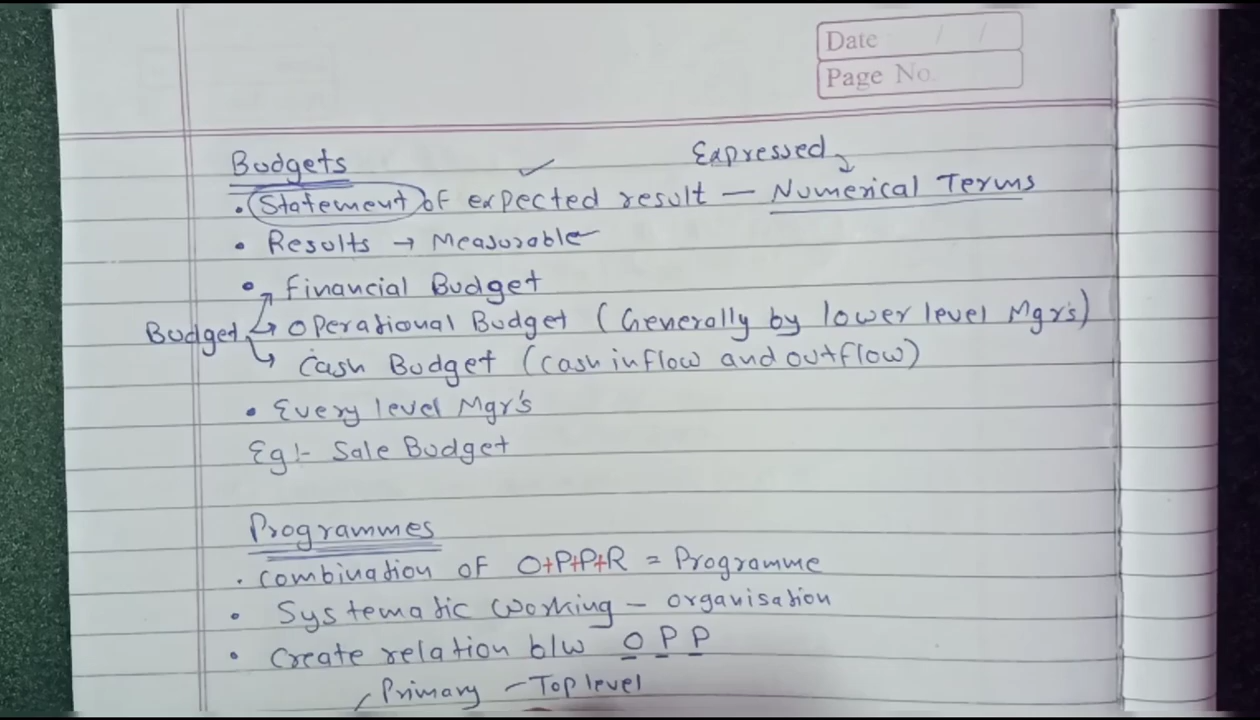 Date / /
Page No.
Budgets
Expressed
• Statement of expected result — Numerical Terms
• Results → Measurable
• Financial Budget
Budget → Operational Budget (Generally by lower level Mgr's)
Cash Budget (cash inflow and outflow)
• Every level Mgr's
Eg:- Sale Budget
Programmes
• Combination of O+P+P+R = Programme
• Systematic working – organisation
• Create relation b/w O P P
Primary – Top level